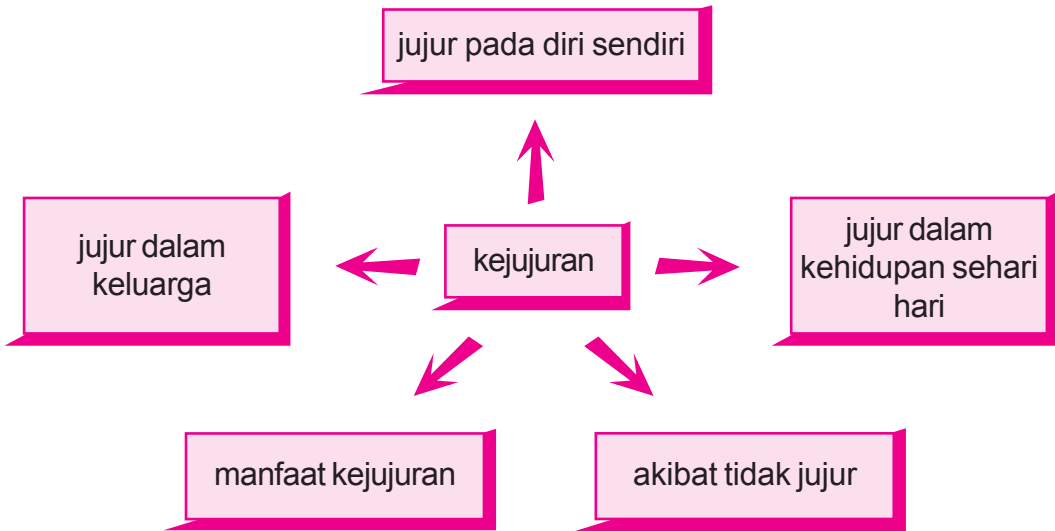 jujur pada diri sendiri
jujur dalam
keluarga
kejujuran
jujur dalam
kehidupan sehari
hari
manfaat kejujuran
akibat tidak jujur